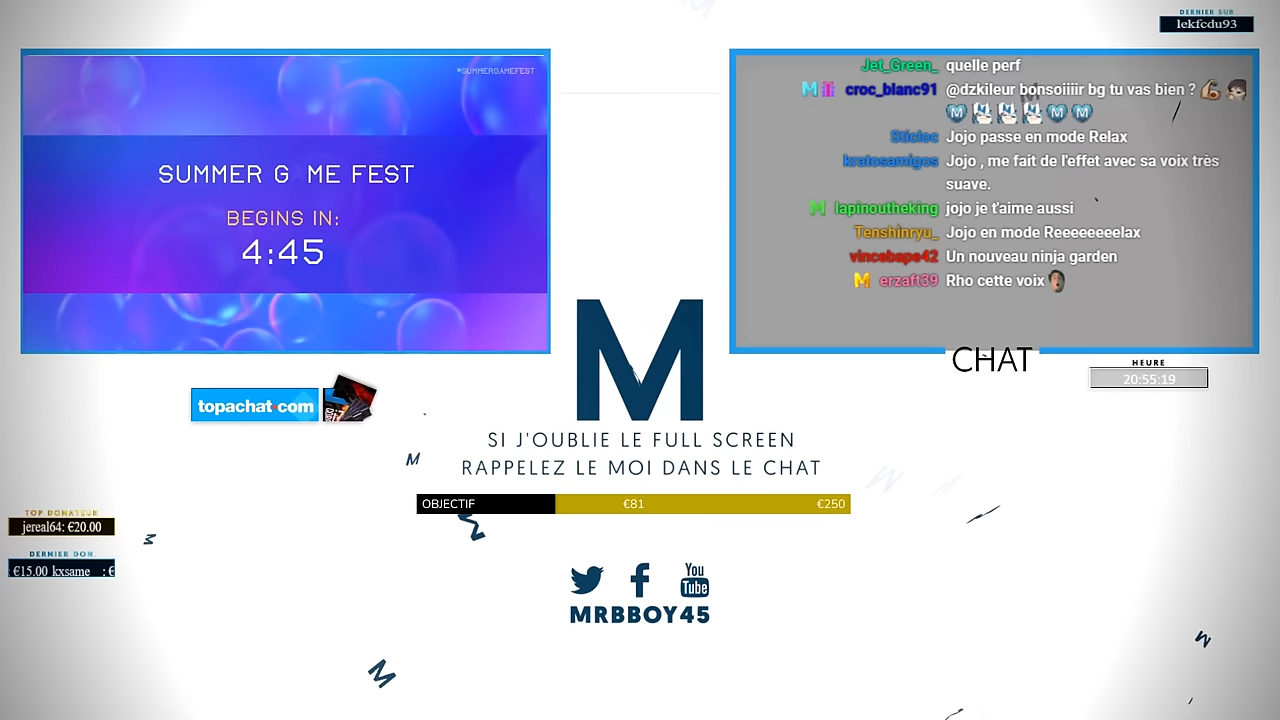 DERNIER SUB
lekfcdu93
#SUMMERGAMEFEST
SUMMER G ME FEST
BEGINS IN:
4:45
Jet_Green_ quelle perf
croc_blanc91 @dzkileur bonsoiiiir bg tu vas bien ?
Sticloc Jojo passe en mode Relax
kratosamigos Jojo , me fait de l'effet avec sa voix très
suave.
lapinoutheking jojo je t'aime aussi
Tenshinryu_ Jojo en mode Reeeeeeelax
vincebape42 Un nouveau ninja garden
erzaft39 Rho cette voix
CHAT
HEURE
20:55:19
topachat.com
M
SI J'OUBLIE LE FULL SCREEN
RAPPELEZ LE MOI DANS LE CHAT
OBJECTIF €81 €250
TOP DONATEUR
jereal64: €20.00
DERNIER DON
€15.00 kxsame : €
You
Tube
MRBBOY45